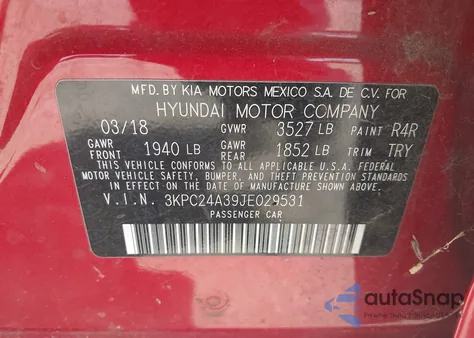 MFD.BY KIA MOTORS MEXICO S.A. DE C.V. FOR
HYUNDAI MOTOR COMPANY
03/18 GVWR 3527 LB PAINT R4R
GAWR FRONT 1940 LB GAWR REAR 1852 LB TRIM TRY
THIS VEHICLE CONFORMS TO ALL APPLICABLE U.S.A. FEDERAL
MOTOR VEHICLE SAFETY, BUMPER, AND THEFT PREVENTION STANDARDS
IN EFFECT ON THE DATE OF MANUFACTURE SHOWN ABOVE.
V.I.N. 3KPC24A39JE029531
PASSENGER CAR
autoSnap